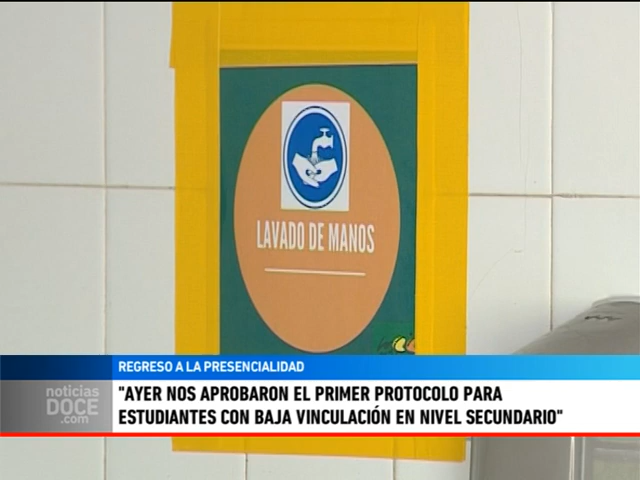 LAVADO DE MANOS
REGRESO A LA PRESENCIALIDAD
noticias
DOCE
.com
"AYER NOS APROBARON EL PRIMER PROTOCOLO PARA
ESTUDIANTES CON BAJA VINCULACIÓN EN NIVEL SECUNDARIO"